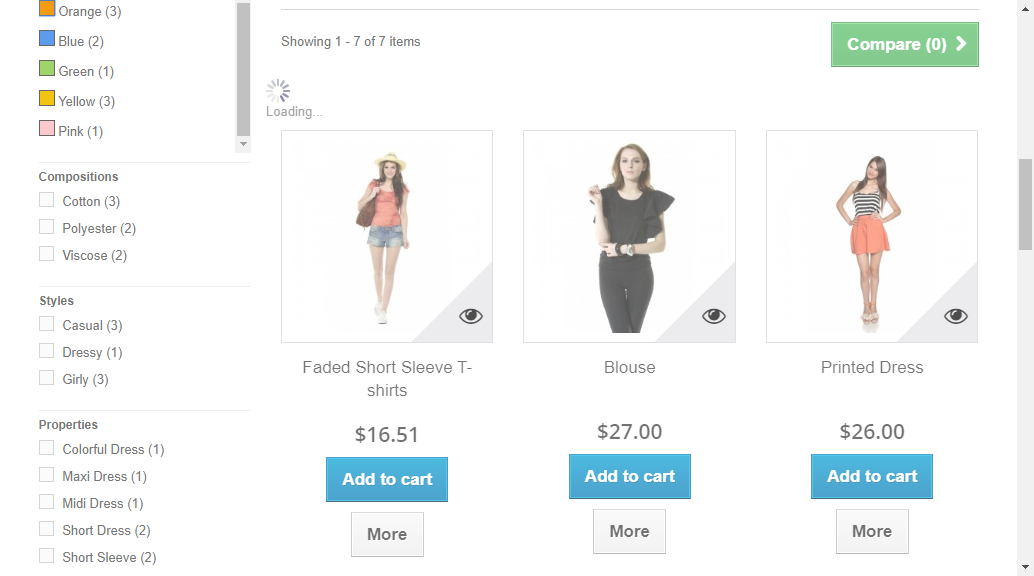 Orange (3)
Blue (2)
Green (1)
Yellow (3)
Pink (1)
Compositions
Cotton (3)
Polyester (2)
Viscose (2)
Styles
Casual (3)
Dressy (1)
Girly (3)
Properties
Colorful Dress (1)
Maxi Dress (1)
Midi Dress (1)
Short Dress (2)
Short Sleeve (2)
Showing 1 - 7 of 7 items
Compare (0)
Loading...
Faded Short Sleeve T-
shirts
$16.51
Add to cart
More
Blouse
$27.00
Add to cart
More
Printed Dress
$26.00
Add to cart
More